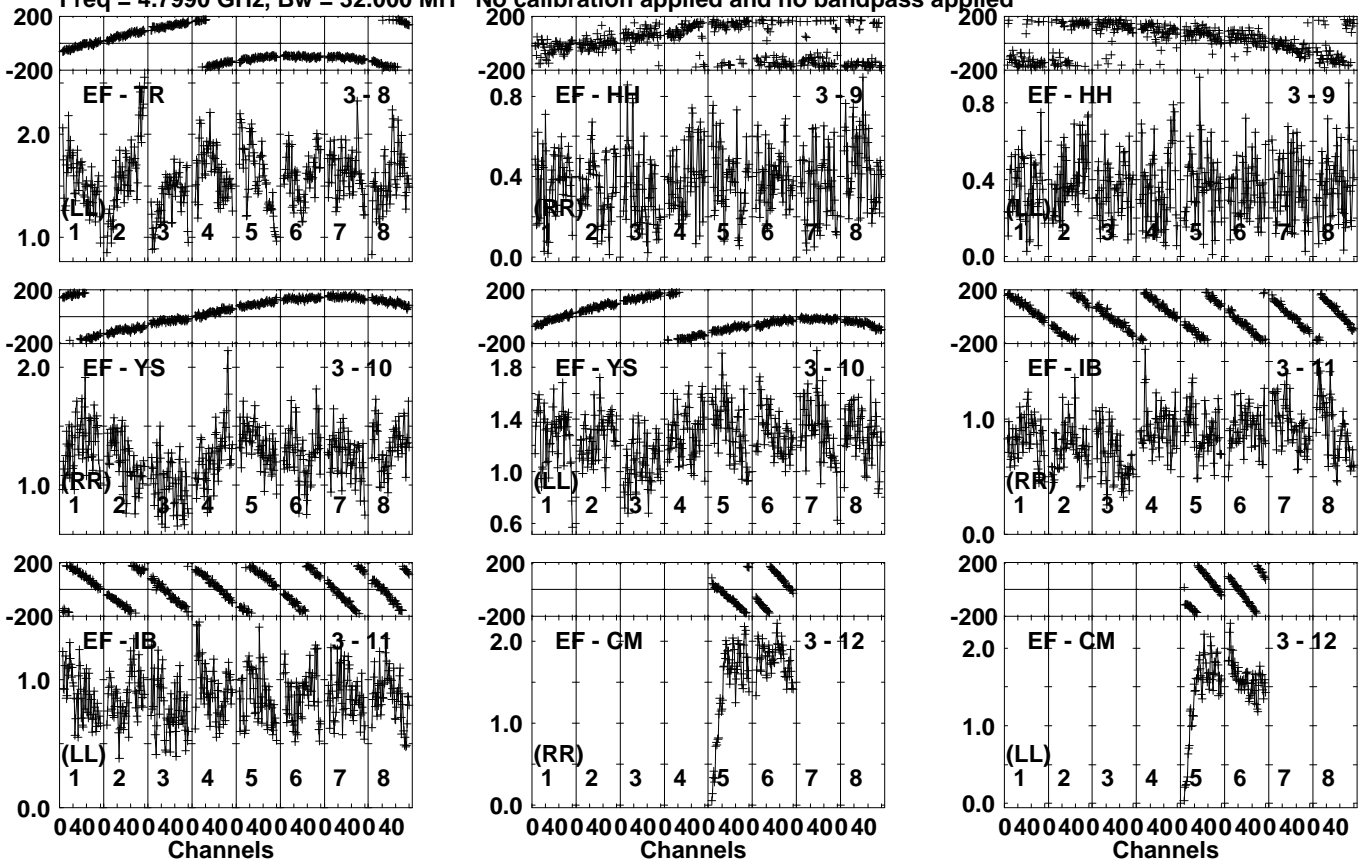 Freq = 4.7990 GHz, Bw = 32.000 MH No calibration applied and no bandpass applied
200
-200
EF - TR 3 - 8
2.0
1.0
(LL)
1 2 3 4 5 6 7 8
200
-200
EF - HH 3 - 9
0.8
0.4
0.0
(RR)
1 2 3 4 5 6 7 8
200
-200
EF - HH 3 - 9
0.8
0.4
0.0
(LL)
1 2 3 4 5 6 7 8
200
-200
EF - YS 3 - 10
2.0
1.0
(RR)
1 2 3 4 5 6 7 8
200
-200
EF - YS 3 - 10
1.8
1.4
1.0
0.6
(LL)
1 2 3 4 5 6 7 8
200
-200
EF - IB 3 - 11
1.0
0.0
(RR)
1 2 3 4 5 6 7 8
200
-200
EF - IB 3 - 11
1.0
0.0
(LL)
1 2 3 4 5 6 7 8
0 40 0 40 0 40 0 40 0 40 0 40 0 40 0 40
Channels
200
-200
EF - CM 3 - 12
2.0
1.0
0.0
(RR)
1 2 3 4 5 6 7 8
0 40 0 40 0 40 0 40 0 40 0 40 0 40 0 40
Channels
200
-200
EF - CM 3 - 12
2.0
1.0
0.0
(LL)
1 2 3 4 5 6 7 8
0 40 0 40 0 40 0 40 0 40 0 40 0 40 0 40
Channels